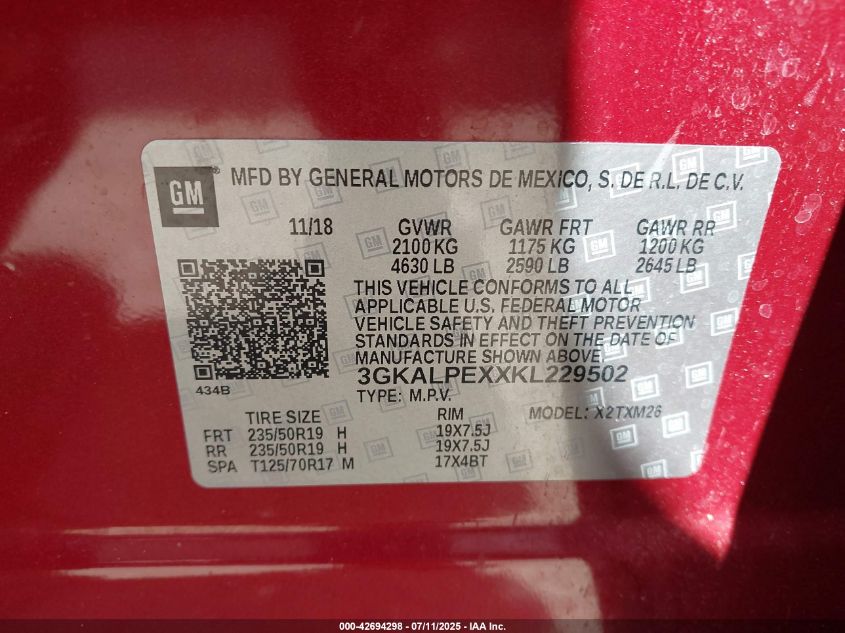 GM
MFD BY GENERAL MOTORS DE MEXICO, S. DE R.L. DE C.V.
11/18 GVWR GAWR FRT GAWR RR
2100 KG 1175 KG 1200 KG
4630 LB 2590 LB 2645 LB
THIS VEHICLE CONFORMS TO ALL
APPLICABLE U.S. FEDERAL MOTOR
VEHICLE SAFETY AND THEFT PREVENTION
STANDARDS IN EFFECT ON THE DATE OF
MANUFACTURE SHOWN ABOVE.
3GKALPEXXKL229502
434B
TYPE: M.P.V. MODEL: X2TXM26
TIRE SIZE RIM
FRT 235/50R19 H 19X7.5J
RR 235/50R19 H 19X7.5J
SPA T125/70R17 M 17X4BT
000-42694298 - 07/11/2025 - IAA Inc.